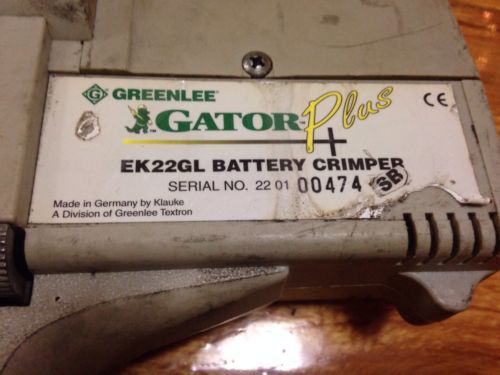 G GREENLEE
GATOR Plus +
CE
EK22GL BATTERY CRIMPER
SERIAL NO. 22 01 00474 SB
Made in Germany by Klauke
A Division of Greenlee Textron